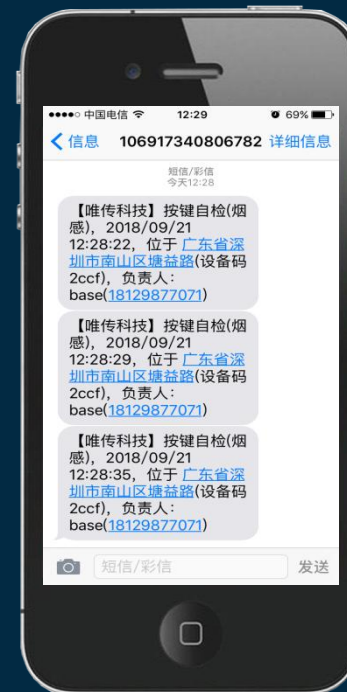 中国电信 12:29 69%
信息 106917340806782 详细信息
短信/彩信
今天12:28
【唯传科技】按键自检(烟
感)，2018/09/21
12:28:22，位于 广东省深
圳市南山区塘益路(设备码
2ccf)，负责人：
base(18129877071)
【唯传科技】按键自检(烟
感)，2018/09/21
12:28:29，位于 广东省深
圳市南山区塘益路(设备码
2ccf)，负责人：
base(18129877071)
【唯传科技】按键自检(烟
感)，2018/09/21
12:28:35，位于 广东省深
圳市南山区塘益路(设备码
2ccf)，负责人：
base(18129877071)
短信/彩信 发送